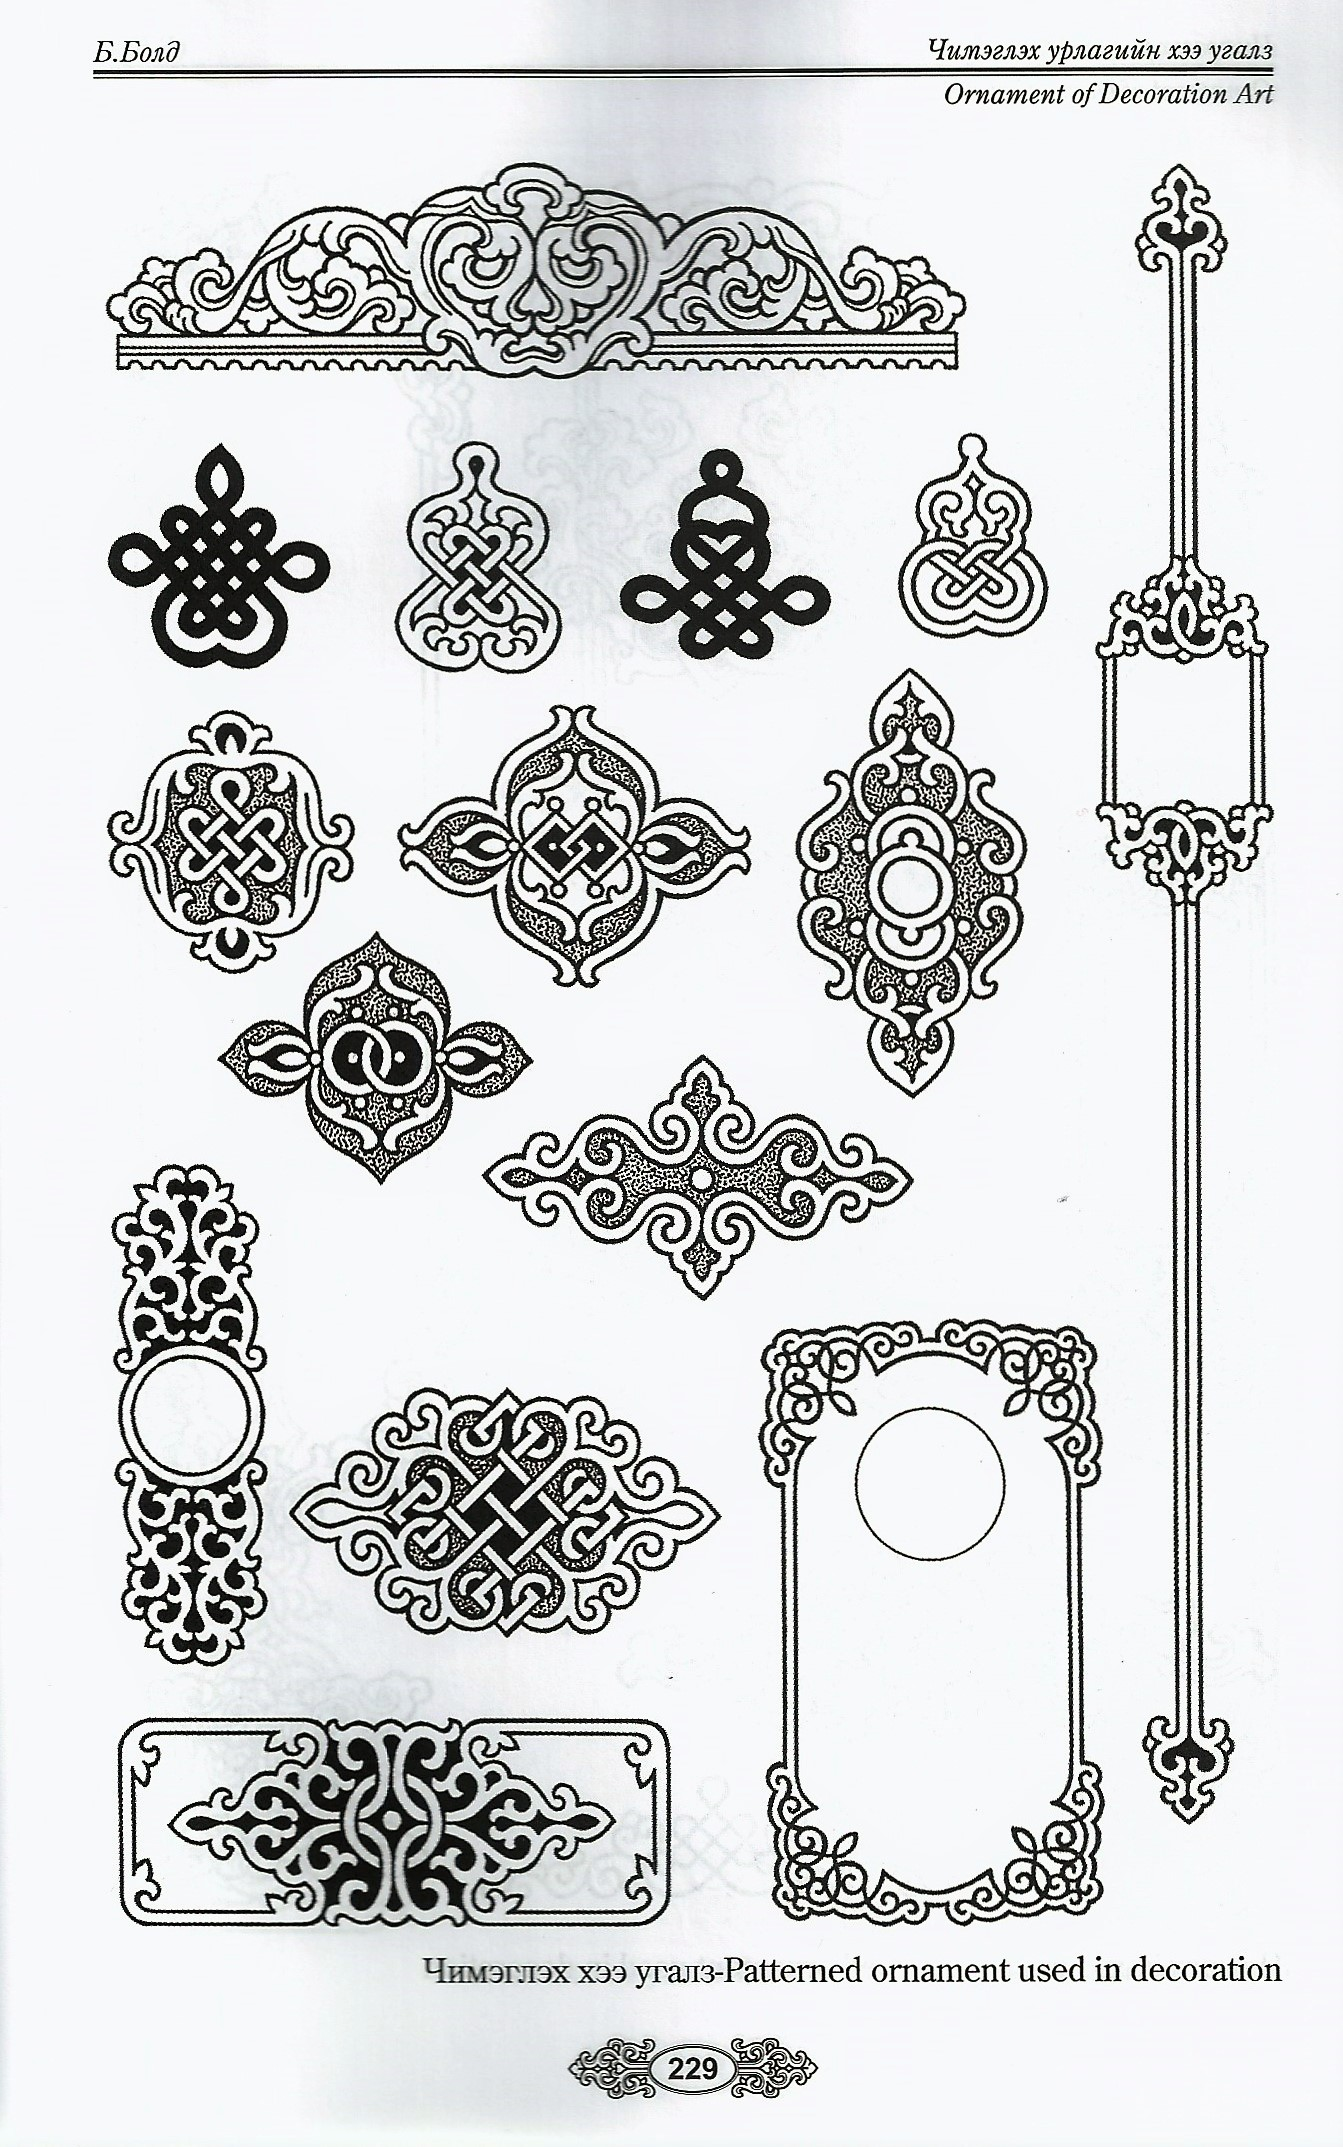 Б.Болд
Чимэглэх урлагийн хээ угалз
Ornament of Decoration Art
Чимэглэх хээ угалз-Patterned ornament used in decoration
229